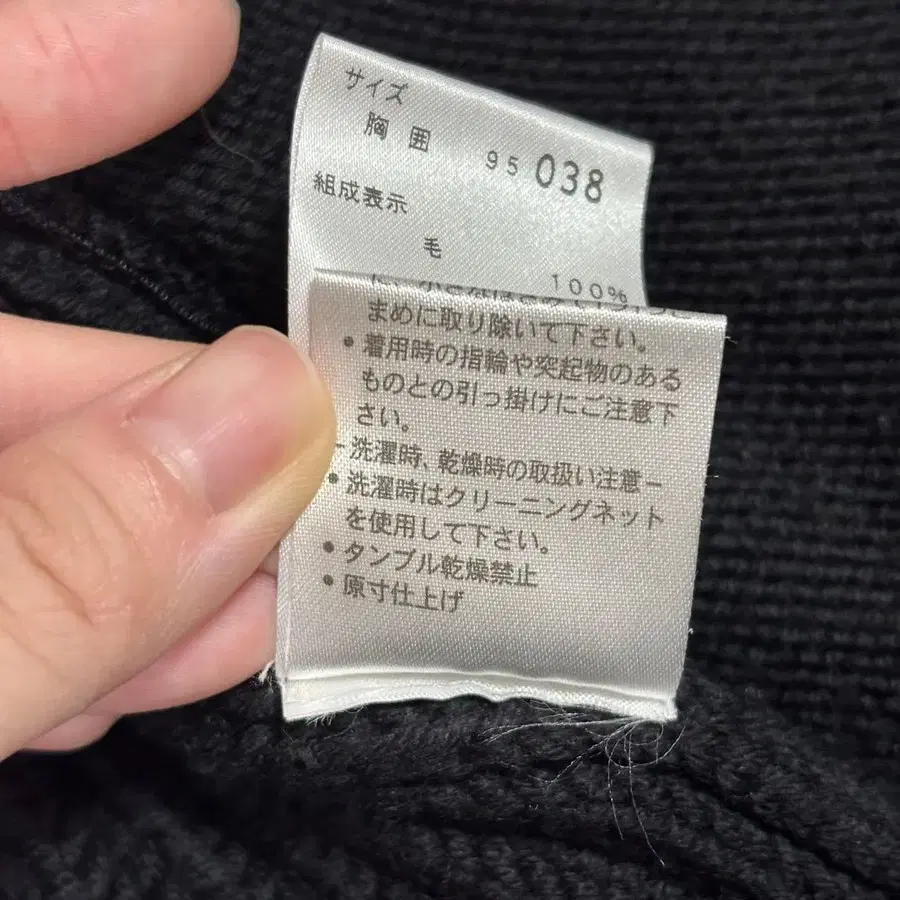 サイズ
胸囲 95 038
組成表示
毛
100%
まめに取り除いて下さい。
•着用時の指輪や突起物のある
ものとの引っ掛けにご注意下
さい。
-洗濯時、乾燥時の取扱い注意-
•洗濯時はクリーニングネット
を使用して下さい。
•タンブル乾燥禁止
•原寸仕上げ